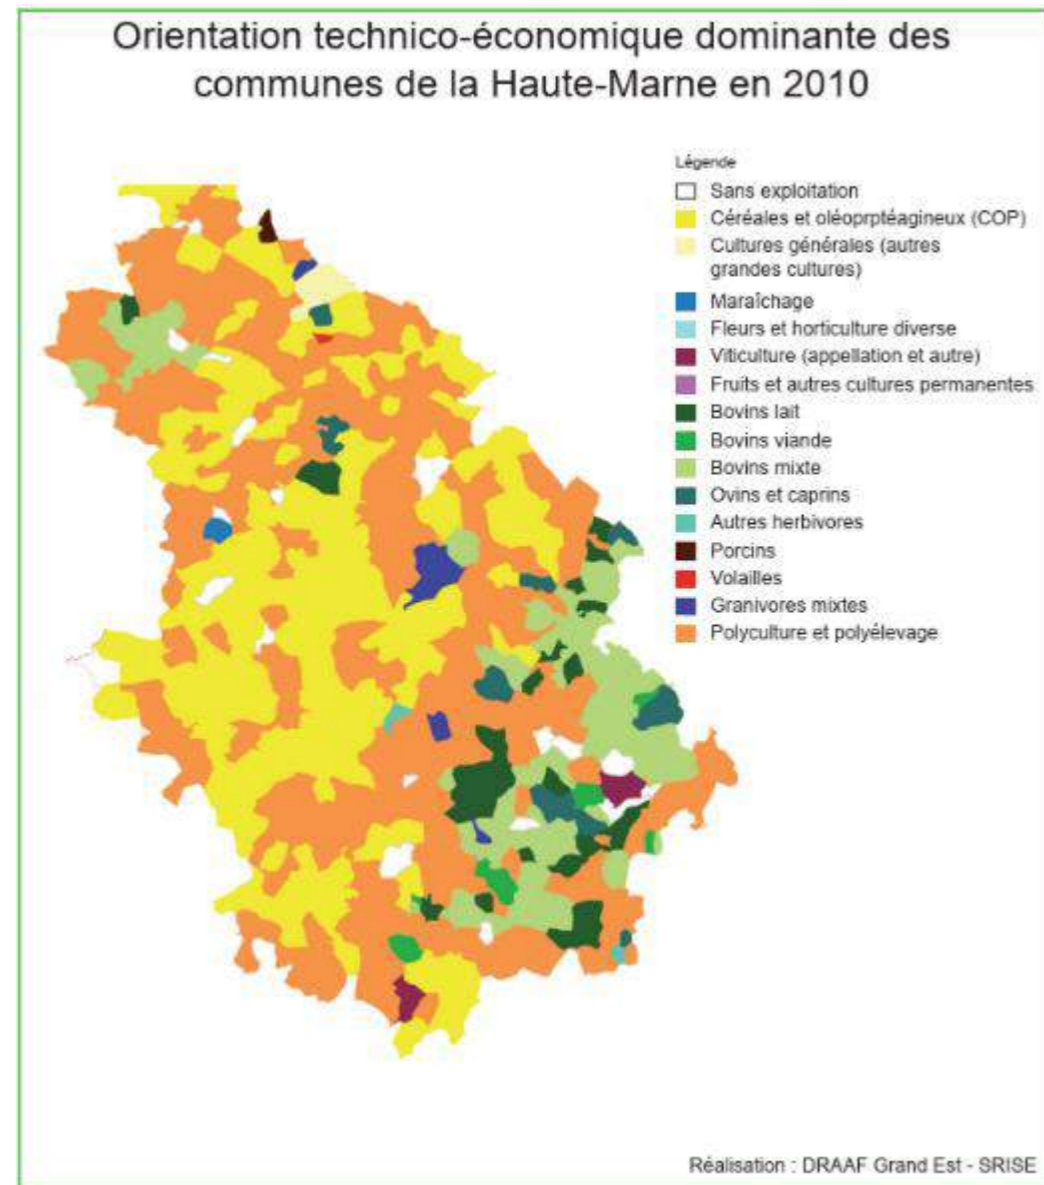 Orientation technico-économique dominante des
communes de la Haute-Marne en 2010
Légende
Sans exploitation
Céréales et oléoprptéagineux (COP)
Cultures générales (autres
grandes cultures)
Maraîchage
Fleurs et horticulture diverse
Viticulture (appellation et autre)
Fruits et autres cultures permanentes
Bovins lait
Bovins viande
Bovins mixte
Ovins et caprins
Autres herbivores
Porcins
Volailles
Granivores mixtes
Polyculture et polyélevage
Réalisation : DRAAF Grand Est - SRISE